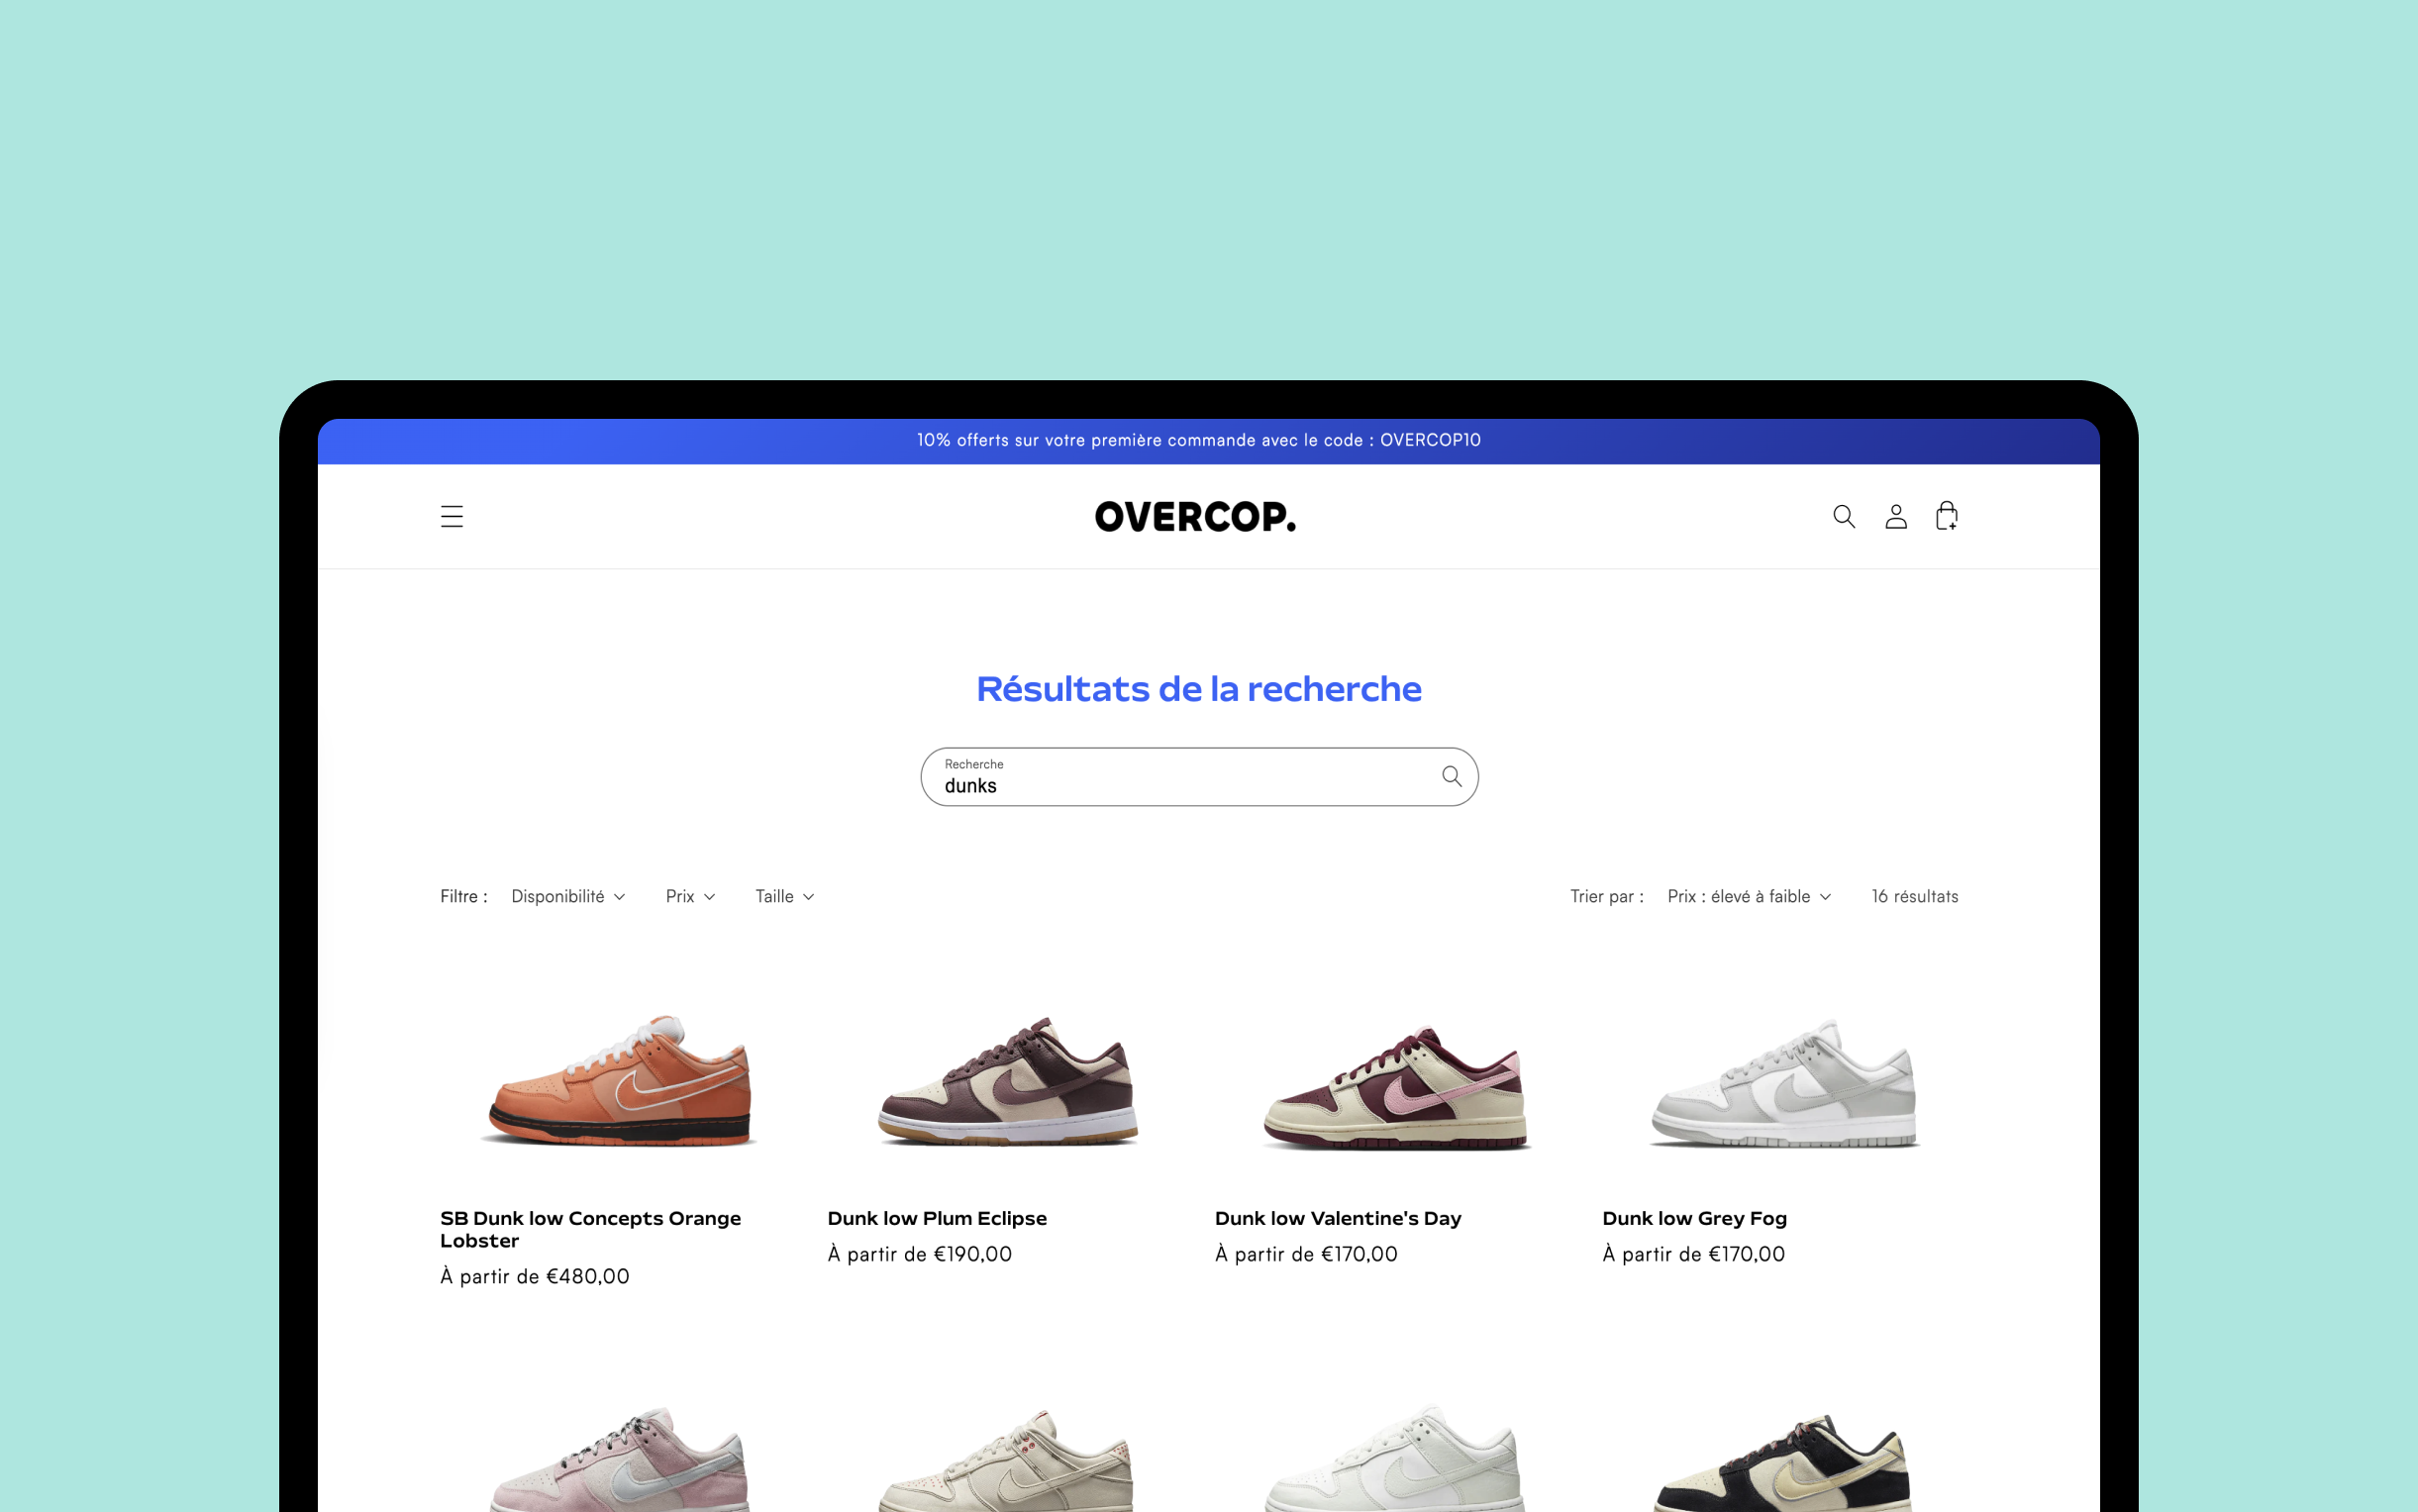 10% offerts sur votre première commande avec le code : OVERCOP10
OVERCOP.
Résultats de la recherche
Recherche
dunks
Filtre : Disponibilité Prix Taille Trier par : Prix : élevé à faible 16 résultats
SB Dunk low Concepts Orange
Lobster
À partir de €480,00
Dunk low Plum Eclipse
À partir de €190,00
Dunk low Valentine's Day
À partir de €170,00
Dunk low Grey Fog
À partir de €170,00